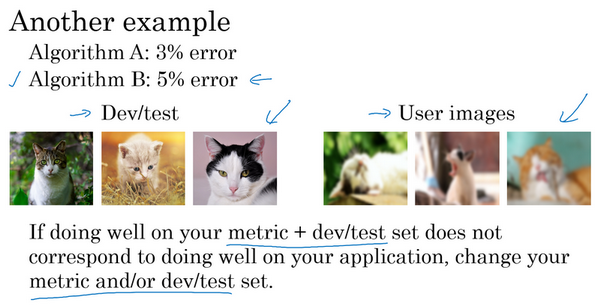 Another example
Algorithm A: 3% error
Algorithm B: 5% error
Dev/test
User images
If doing well on your metric + dev/test set does not
correspond to doing well on your application, change your
metric and/or dev/test set.